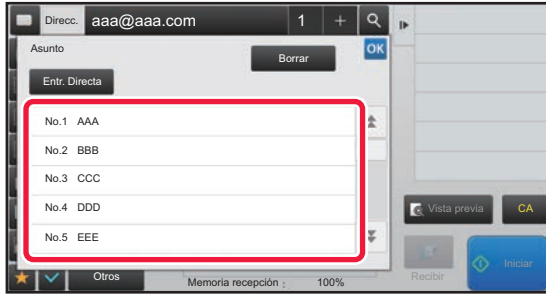 Direcc. aaa@aaa.com 1 +
Asunto
Borrar
OK
Entr. Directa
No.1 AAA
No.2 BBB
No.3 CCC
No.4 DDD
No.5 EEE
Vista previa CA
Otros
Memoria recepción : 100%
Recibir
Iniciar